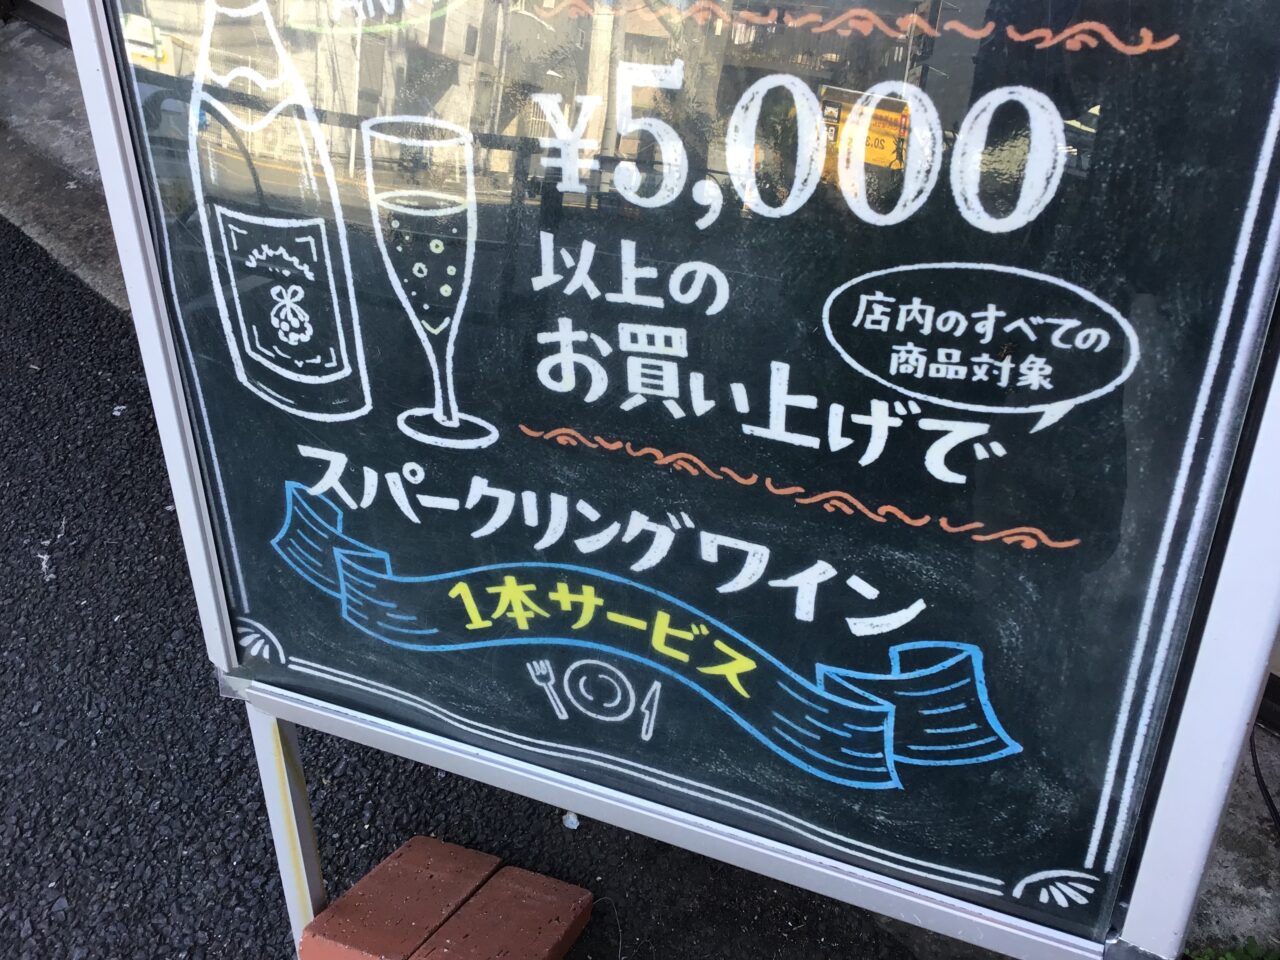 ¥5,000
以上の
お買い上げで
店内のすべての
商品対象
スパークリングワイン
1本サービス